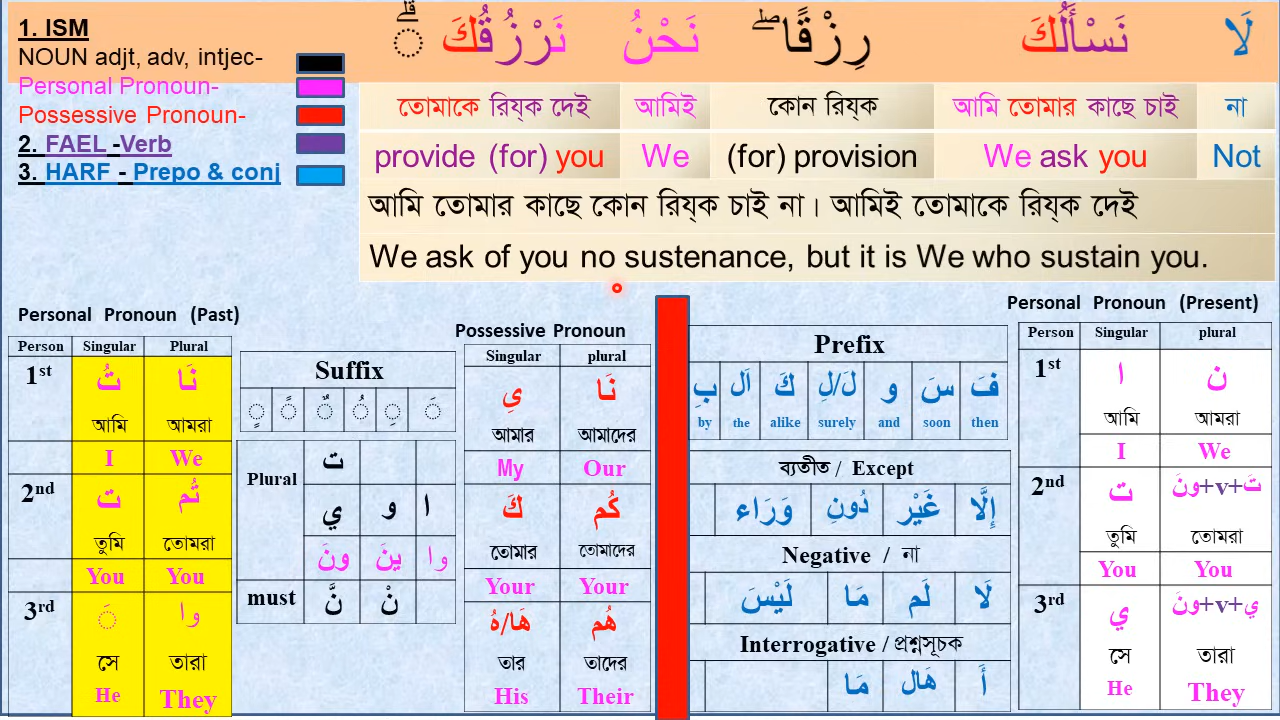 1. ISM
NOUN adjt, adv, intjec-
Personal Pronoun-
Possessive Pronoun-
2. FAEL -Verb
3. HARF - Prepo & conj
لَا نَسْأَلُكَ رِزْقًا ۖ نَحْنُ نَرْزُقُكَ ۗ
তোমাকে রিয্ক দেই আমিই কোন রিয্ক আমি তোমার কাছে চাই না
provide (for) you We (for) provision We ask you Not
আমি তোমার কাছে কোন রিয্ক চাই না। আমিই তোমাকে রিয্ক দেই
We ask of you no sustenance, but it is We who sustain you.
Personal Pronoun (Past)
Person Singular Plural
1st تُ نَا
আমি আমরা
I We
2nd ت تُم
তুমি তোমরা
You You
3rd َ وا
সে তারা
He They
Suffix
ٍ ً ٌ ُ ِ َ
Plural ت
ي و ا
ونَ ينَ وا
must نَّ نْ
Possessive Pronoun
Singular plural
يِ نَا
আমার আমাদের
My Our
كَ كُم
তোমার তোমাদের
Your Your
هَا/هُ هُم
তার তাদের
His Their
Prefix
بِ اَل كَ لَ/لِ و سَ فَ
by the alike surely and soon then
ব্যতীত / Except
وَرَاء دُونِ غَيْر إِلَّا
Negative / না
لَيْسَ مَا لَم لَا
Interrogative / প্রশ্নসূচক
مَا هَال أَ
Personal Pronoun (Present)
Person Singular plural
1st ا ن
আমি আমরা
I We
2nd ت تَ+v+ونَ
তুমি তোমরা
You You
3rd ي ي+v+ونَ
সে তারা
He They